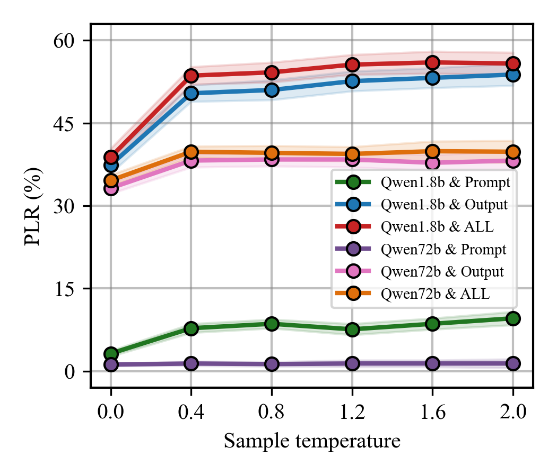 60
45
30
15
0
PLR (%)
Qwen1.8b & Prompt
Qwen1.8b & Output
Qwen1.8b & ALL
Qwen72b & Prompt
Qwen72b & Output
Qwen72b & ALL
0.0 0.4 0.8 1.2 1.6 2.0
Sample temperature